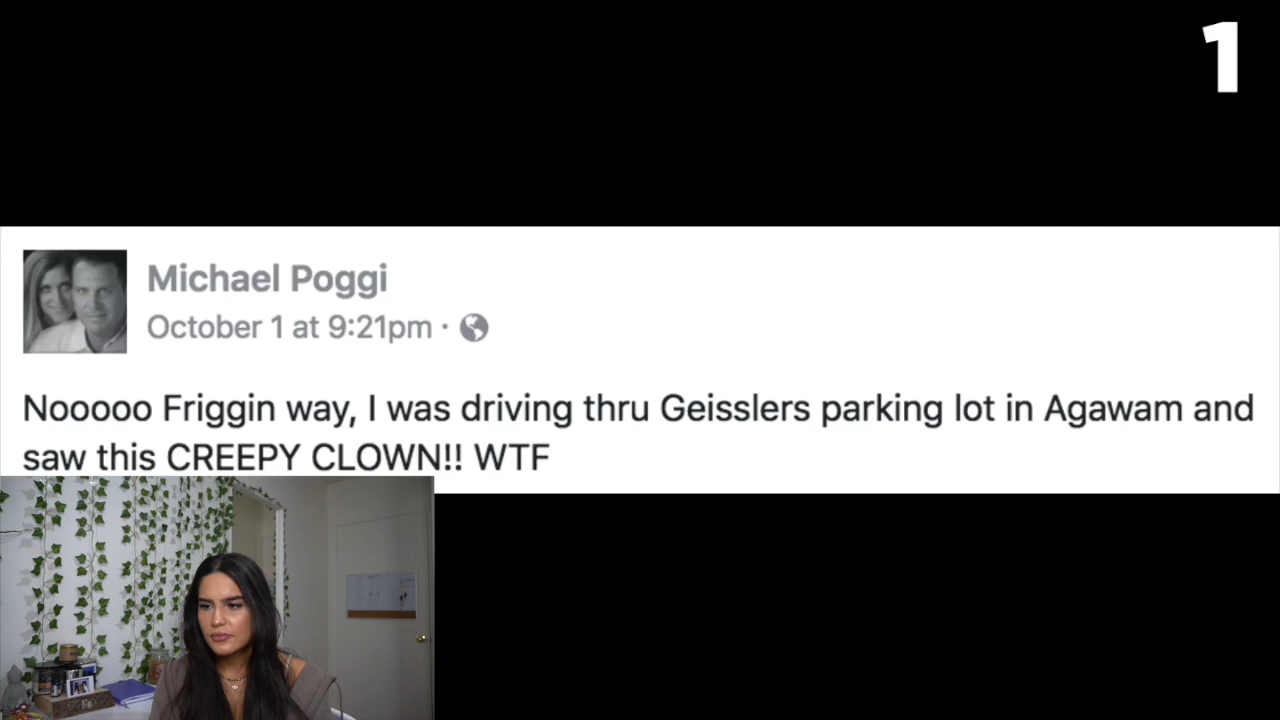 1
Michael Poggi
October 1 at 9:21pm ·
Nooooo Friggin way, I was driving thru Geisslers parking lot in Agawam and
saw this CREEPY CLOWN!! WTF